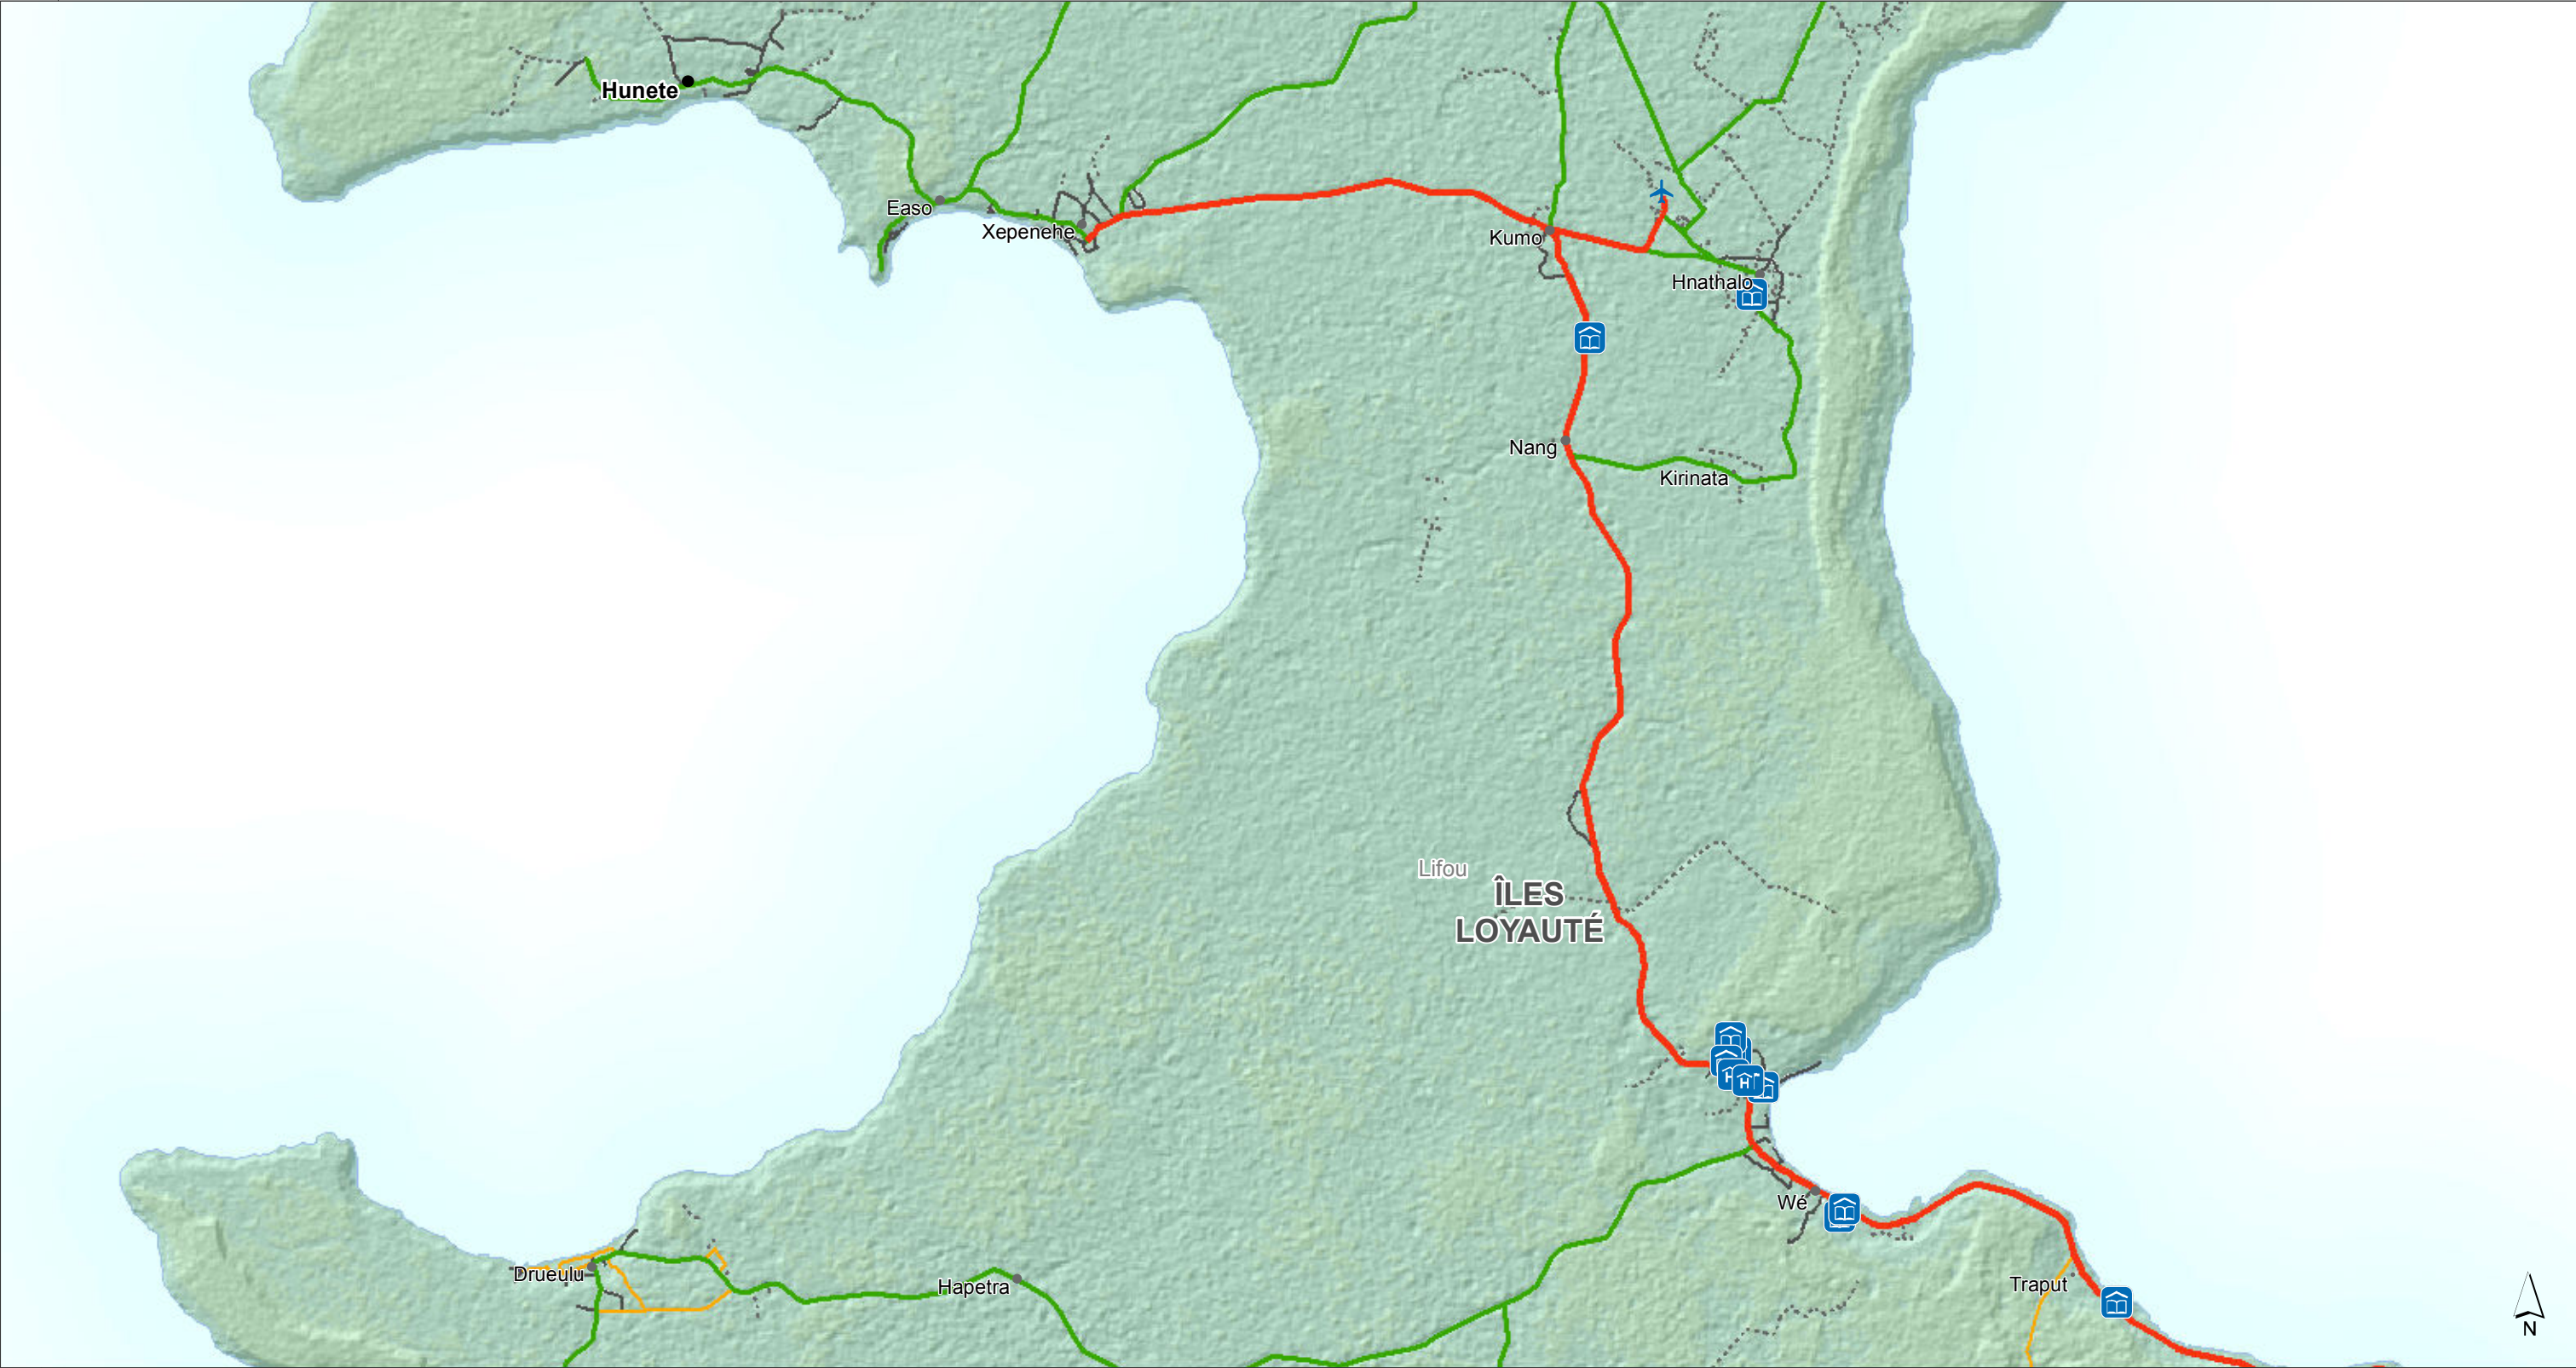 Hunete
Easo
Xepenehe
Kumo
Hnathalo
Nang
Kirinata
Lifou
ÎLES
LOYAUTÉ
H
H
Wé
Drueulu
Hapetra
Traput
N